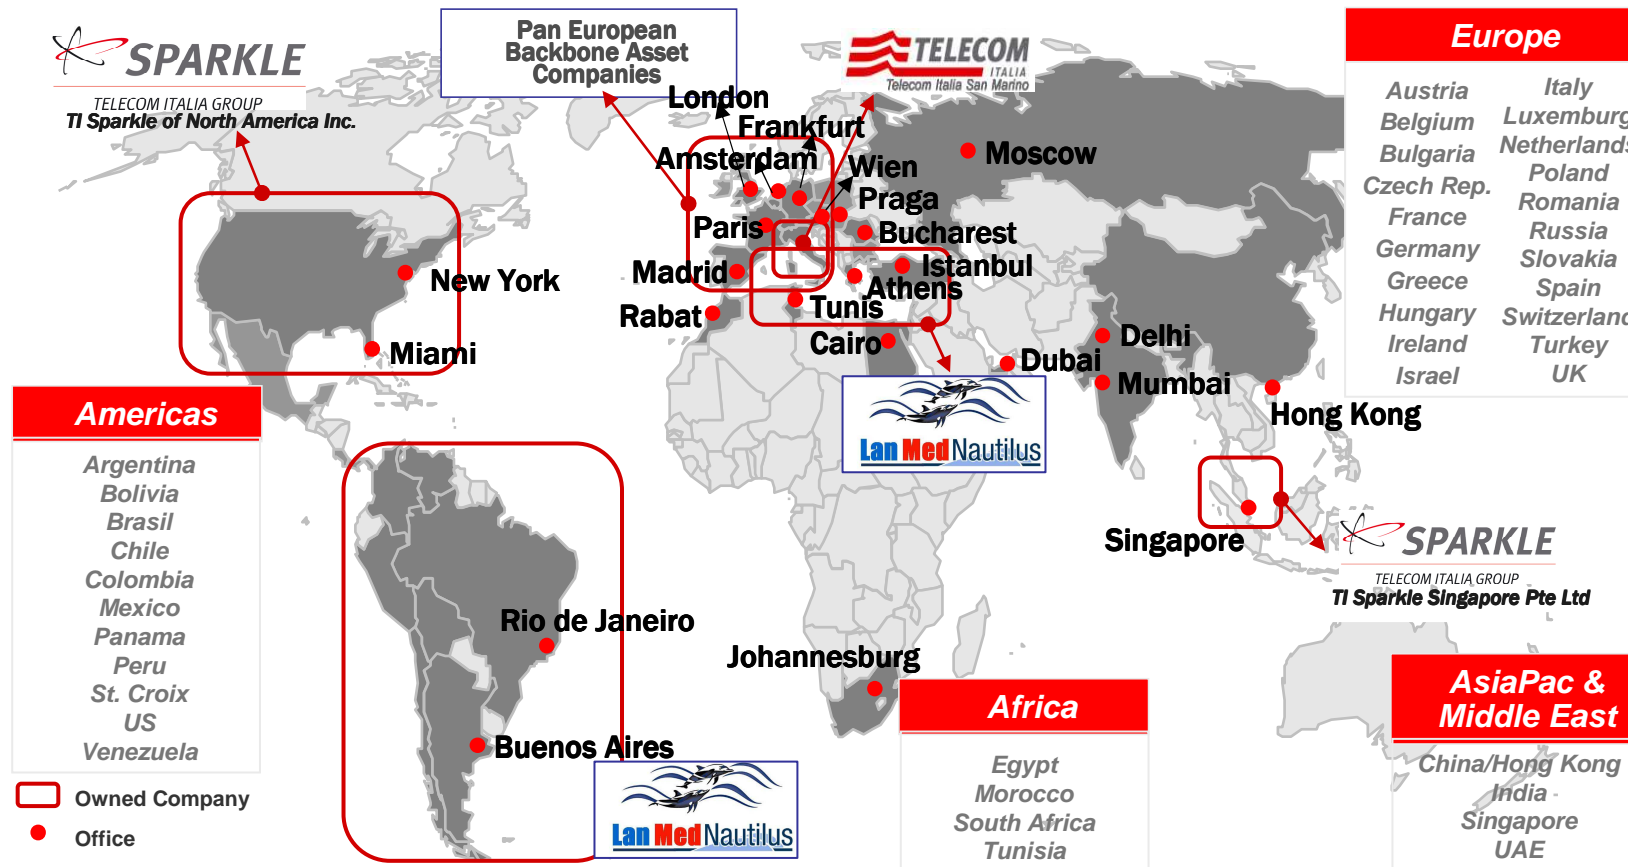 SPARKLE
TELECOM ITALIA GROUP
TI Sparkle of North America Inc.
Pan European
Backbone Asset
Companies
TELECOM
ITALIA
Telecom Italia San Marino
London
Frankfurt
Amsterdam
Wien
Praga
Paris
Bucharest
Madrid
Istanbul
Athens
Rabat
Tunis
Cairo
Moscow
New York
Miami
Dubai
Delhi
Mumbai
Hong Kong
Singapore
Lan Med Nautilus
SPARKLE
TELECOM ITALIA GROUP
TI Sparkle Singapore Pte Ltd
Rio de Janeiro
Buenos Aires
Johannesburg
Lan Med Nautilus
Europe
Austria
Belgium
Bulgaria
Czech Rep.
France
Germany
Greece
Hungary
Ireland
Israel
Italy
Luxemburg
Netherlands
Poland
Romania
Russia
Slovakia
Spain
Switzerland
Turkey
UK
Americas
Argentina
Bolivia
Brasil
Chile
Colombia
Mexico
Panama
Peru
St. Croix
US
Venezuela
Owned Company
Office
Africa
Egypt
Morocco
South Africa
Tunisia
AsiaPac &
Middle East
China/Hong Kong
India
Singapore
UAE